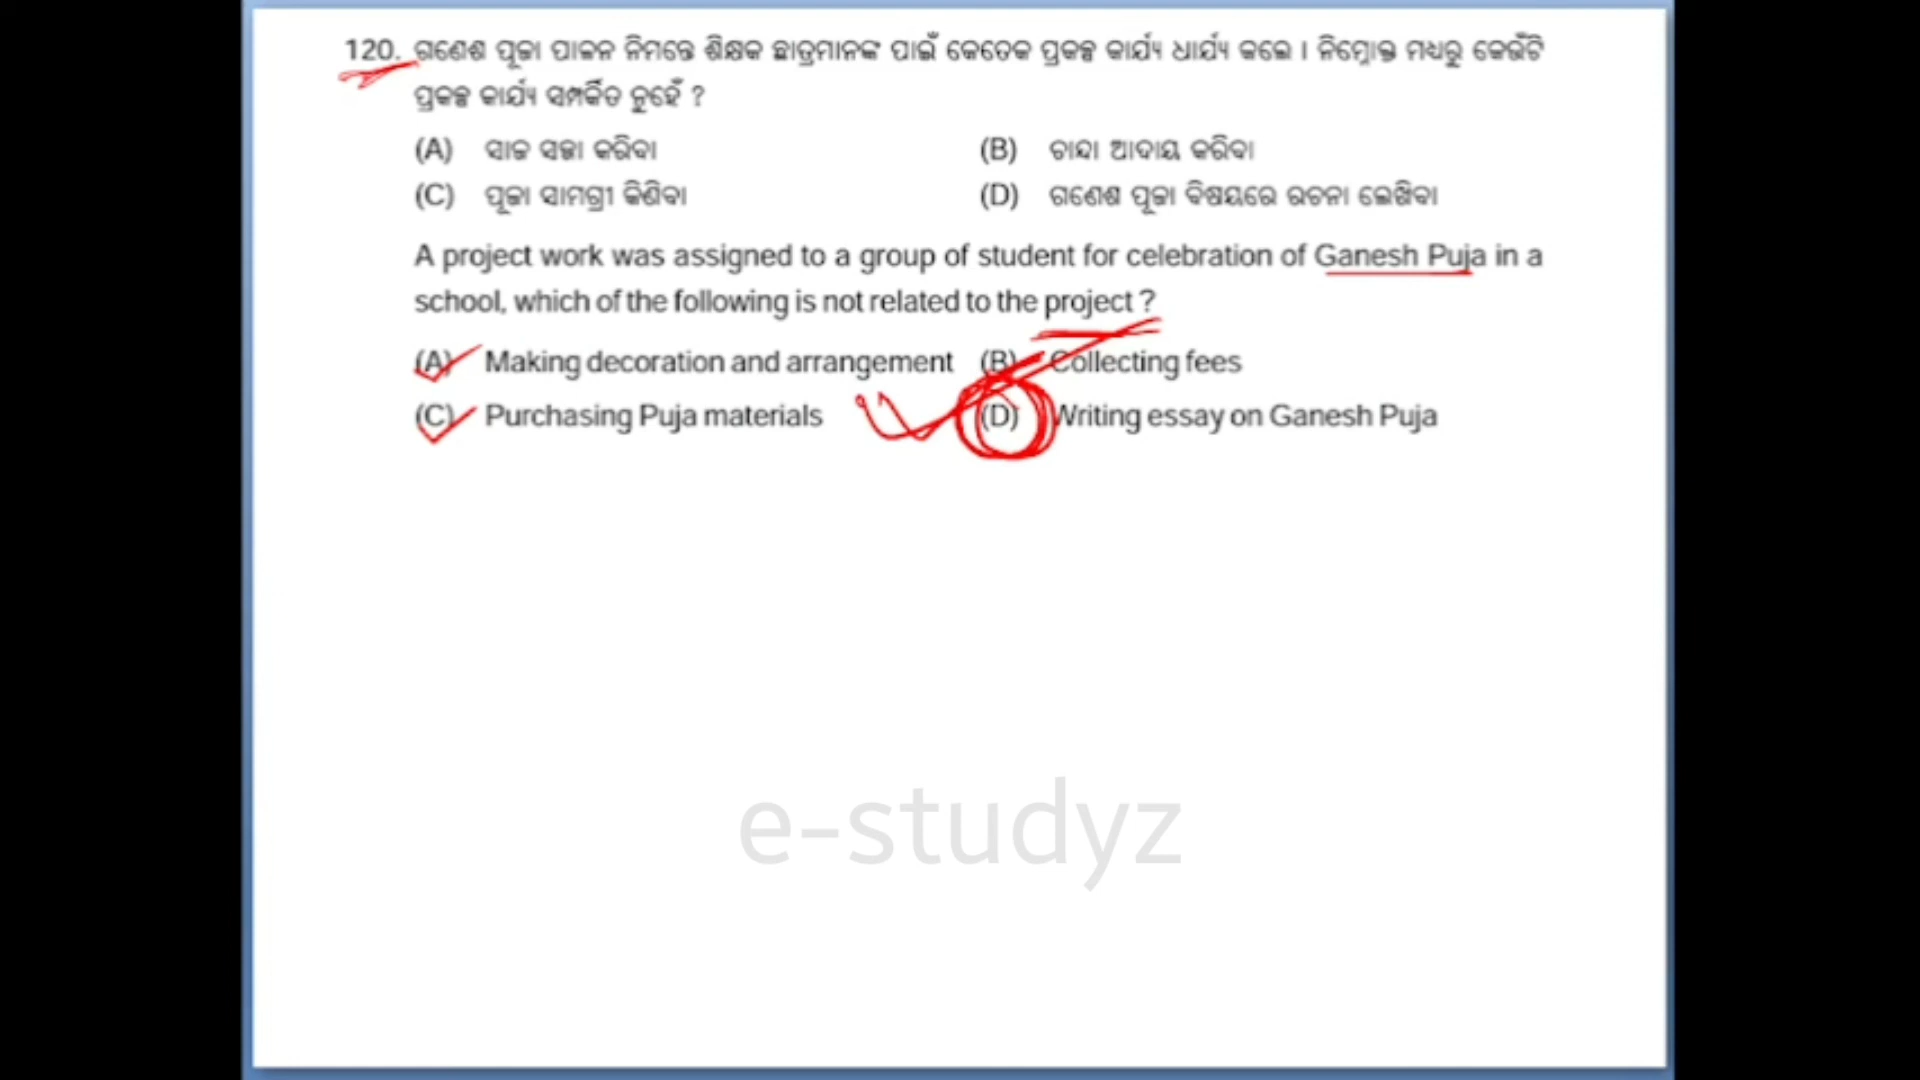 120. ଗଣେଶ ପୂଜା ପାଳନ ନିମନ୍ତେ ଶିକ୍ଷକ ଛାତ୍ରମାନଙ୍କ ପାଇଁ କେତେକ ପ୍ରକଳ୍ପ କାର୍ଯ୍ୟ ଧାର୍ଯ୍ୟ କଲେ । ନିମ୍ନୋକ୍ତ ମଧ୍ୟରୁ କେଉଁଟି
ପ୍ରକଳ୍ପ କାର୍ଯ୍ୟ ସମ୍ପର୍କିତ ନୁହେଁ ?
(A) ସାଜ ସଜ୍ଜା କରିବା (B) ଚାନ୍ଦା ଆଦାୟ କରିବା
(C) ପୂଜା ସାମଗ୍ରୀ କିଣିବା (D) ଗଣେଶ ପୂଜା ବିଷୟରେ ରଚନା ଲେଖିବା
A project work was assigned to a group of student for celebration of Ganesh Puja in a
school, which of the following is not related to the project ?
(A) Making decoration and arrangement (B) Collecting fees
(C) Purchasing Puja materials (D) Writing essay on Ganesh Puja
e-studyz